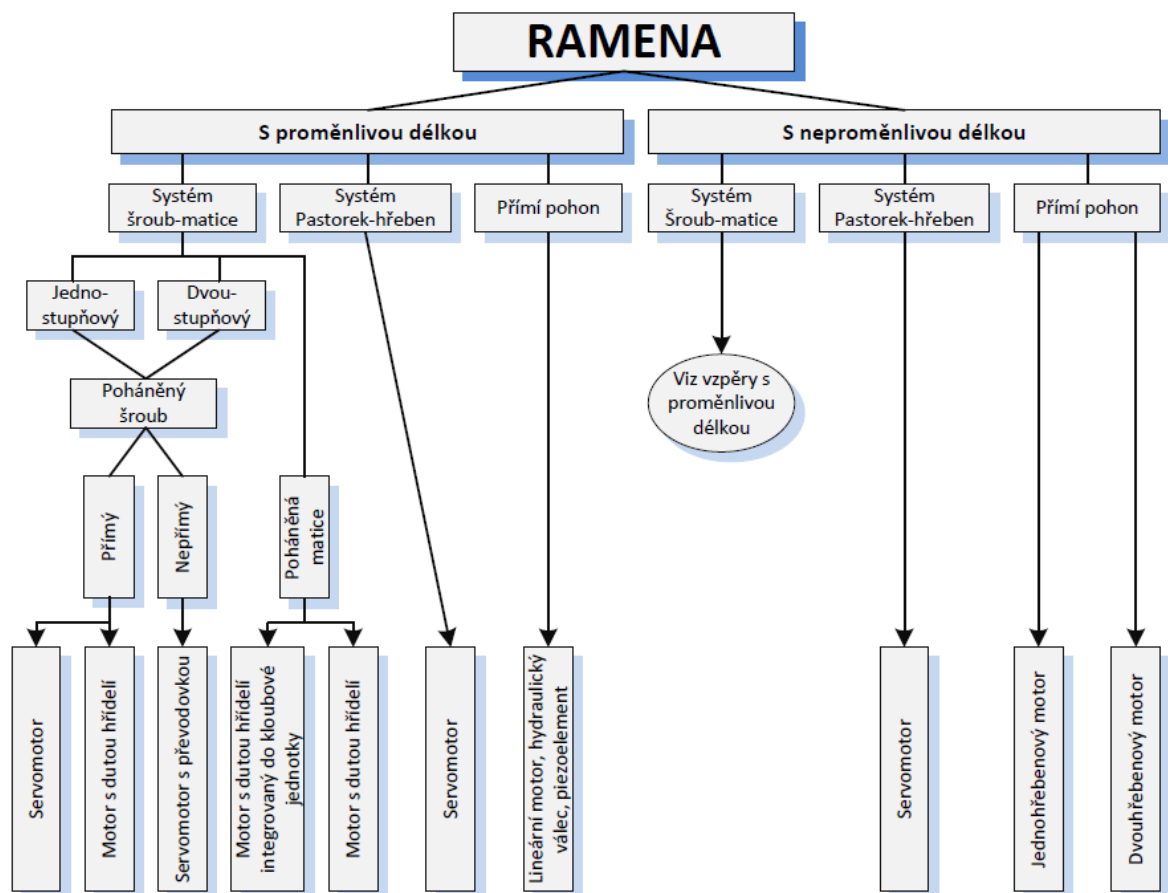 RAMENA
S proměnlivou délkou
S neproměnlivou délkou
Systém
šroub-matice
Systém
Pastorek-hřeben
Přímí pohon
Systém
Šroub-matice
Systém
Pastorek-hřeben
Přímí pohon
Jedno-
stupňový
Dvou-
stupňový
Poháněný
šroub
Viz vzpěry s
proměnlivou
délkou
Přímý
Nepřímý
Poháněná
matice
Servomotor
Motor s dutou hřídelí
Servomotor s převodovkou
Motor s dutou hřídelí
integrovaný do kloubové
jednotky
Motor s dutou hřídelí
Servomotor
Lineární motor, hydraulický
válec, piezoelement
Servomotor
Jednohřebenový motor
Dvouhřebenový motor